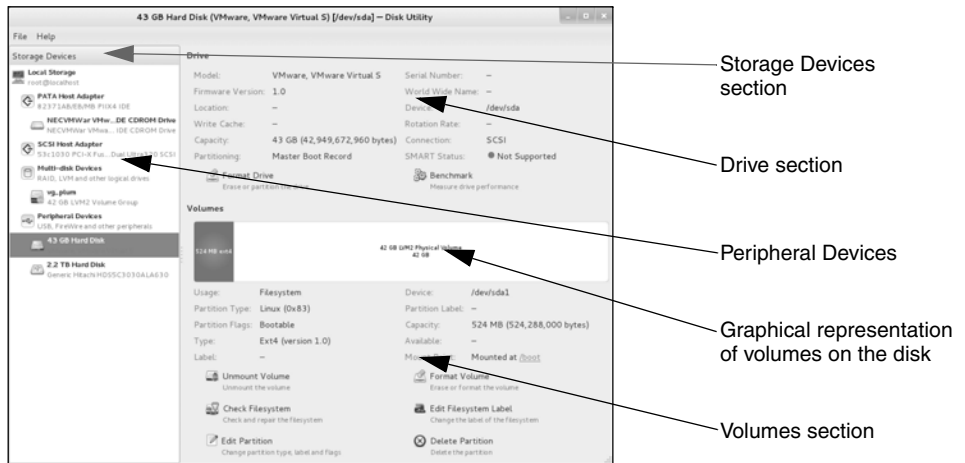 43 GB Hard Disk (VMware, VMware Virtual S) [/dev/sda] — Disk Utility
File Help
Storage Devices
Local Storage
root@localhost
PATA Host Adapter
82371AB/EB/MB PIIX4 IDE
NECVMWar VMw...DE CDROM Drive
NECVMWar VMwa... IDE CDROM Drive
SCSI Host Adapter
53c1030 PCI-X Fus...Dual Ultra320 SCSI
Multi-disk Devices
RAID, LVM and other logical drives
vg_plum
42 GB LVM2 Volume Group
Peripheral Devices
USB, FireWire and other peripherals
43 GB Hard Disk
2.2 TB Hard Disk
Generic Hitachi HDS5C3030ALA630
Drive
Model: VMware, VMware Virtual S Serial Number: –
Firmware Version: 1.0 World Wide Name: –
Location: – Device: /dev/sda
Write Cache: – Rotation Rate: –
Capacity: 43 GB (42,949,672,960 bytes) Connection: SCSI
Partitioning: Master Boot Record SMART Status: Not Supported
Format Drive Benchmark
Erase or partition the drive Measure drive performance
Volumes
524 MB ext4
42 GB LVM2 Physical Volume
42 GB
Usage: Filesystem Device: /dev/sda1
Partition Type: Linux (0x83) Partition Label: –
Partition Flags: Bootable Capacity: 524 MB (524,288,000 bytes)
Type: Ext4 (version 1.0) Available: –
Label: – Mount Point: Mounted at /boot
Unmount Volume Format Volume
Unmount the volume Erase or format the volume
Check Filesystem Edit Filesystem Label
Check and repair the filesystem Change the label of the filesystem
Edit Partition Delete Partition
Change partition type, label and flags Delete the partition
Storage Devices
section
Drive section
Peripheral Devices
Graphical representation
of volumes on the disk
Volumes section